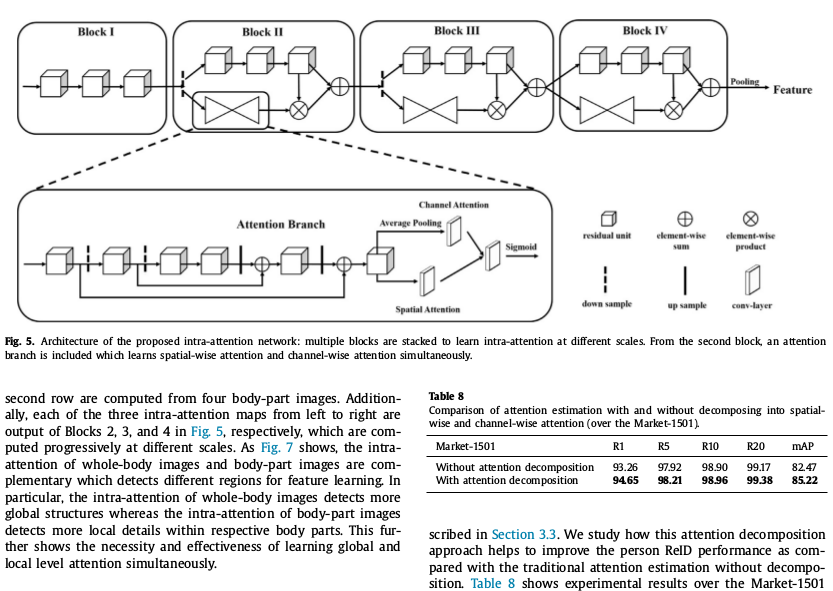 Block I
Block II
Block III
Block IV
Pooling
Feature
Attention Branch
Channel Attention
Average Pooling
Sigmoid
Spatial Attention
residual unit
element-wise
sum
element-wise
product
down sample
up sample
conv-layer
Fig. 5. Architecture of the proposed intra-attention network: multiple blocks are stacked to learn intra-attention at different scales. From the second block, an attention
branch is included which learns spatial-wise attention and channel-wise attention simultaneously.
second row are computed from four body-part images. Addition-
ally, each of the three intra-attention maps from left to right are
output of Blocks 2, 3, and 4 in Fig. 5, respectively, which are com-
puted progressively at different scales. As Fig. 7 shows, the intra-
attention of whole-body images and body-part images are com-
plementary which detects different regions for feature learning. In
particular, the intra-attention of whole-body images detects more
global structures whereas the intra-attention of body-part images
detects more local details within respective body parts. This fur-
ther shows the necessity and effectiveness of learning global and
local level attention simultaneously.
Table 8
Comparison of attention estimation with and without decomposing into spatial-
wise and channel-wise attention (over the Market-1501).
Market-1501 R1 R5 R10 R20 mAP
Without attention decomposition 93.26 97.92 98.90 99.17 82.47
With attention decomposition 94.65 98.21 98.96 99.38 85.22
scribed in Section 3.3. We study how this attention decomposition
approach helps to improve the person ReID performance as com-
pared with the traditional attention estimation without decompo-
sition. Table 8 shows experimental results over the Market-1501